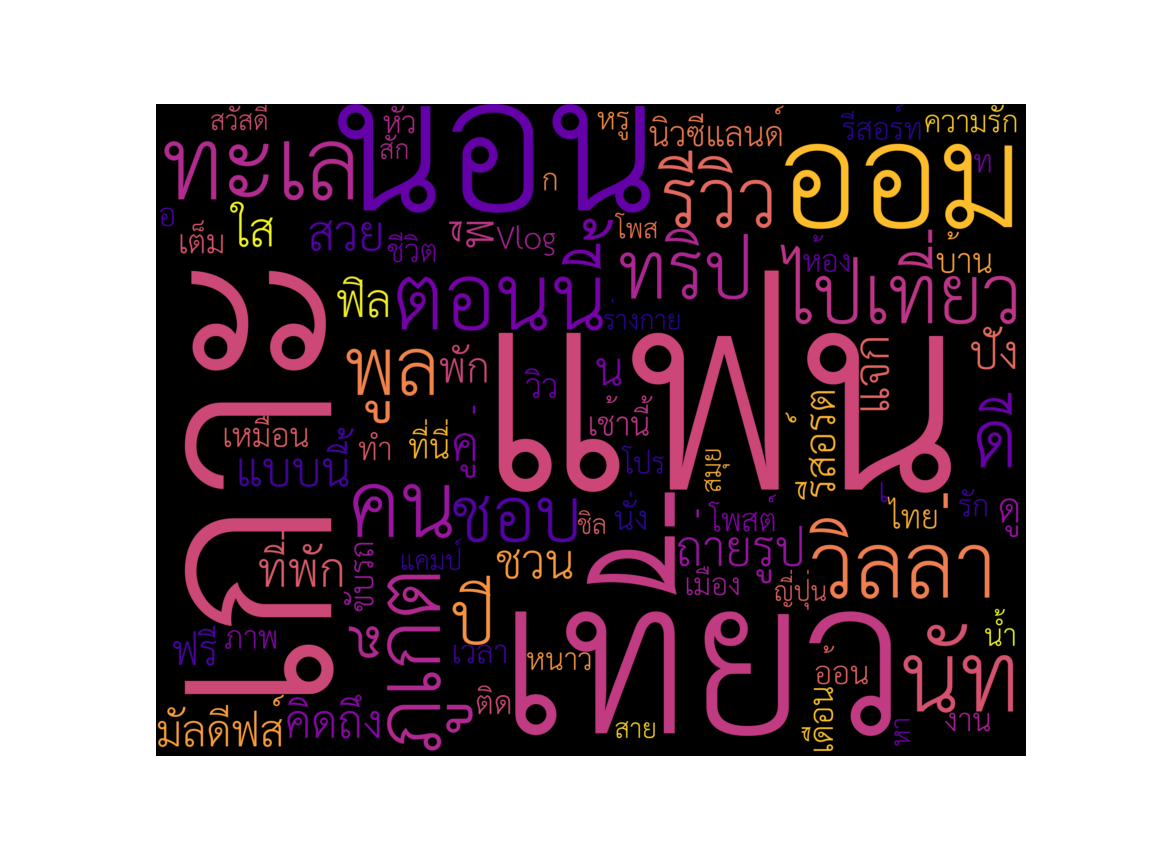 สวัสดี
หัว
นอน
หรู
นิวซีแลนด์
รีสอร์ท
ความรัก
ทะเล
สัก
ก
รีวิว
ออม
ท
อ
เต็ม
ใส
สวย
ชีวิต
Vlog
โพส
ทริป
ห้อง
บ้าน
ไปเที่ยว
ฟิล
ตอนนี้
ร่างกาย
แฟน
พูล
พัก
วิว
น
แจก
ปัง
เหมือน
แบบนี้
ทำ
ที่นี่
คู่
เช้านี้
โปร
สมุย
รีสอร์ต
ดี
คน
ชอบ
ชิล
นั่ง
โพสต์
ไทย
รัก
ดู
ที่พัก
ขับรถ
แคมป์
ชวน
ถ่ายรูป
วิลล่า
เมือง
ญี่ปุ่น
ภูเก็ต
ปี
เที่ยว
ฟรี
ภาพ
เวลา
หนาว
อ้อน
นัท
น้ำ
มัลดีฟส์
คิดถึง
ติด
สาย
เดือน
หา
งาน